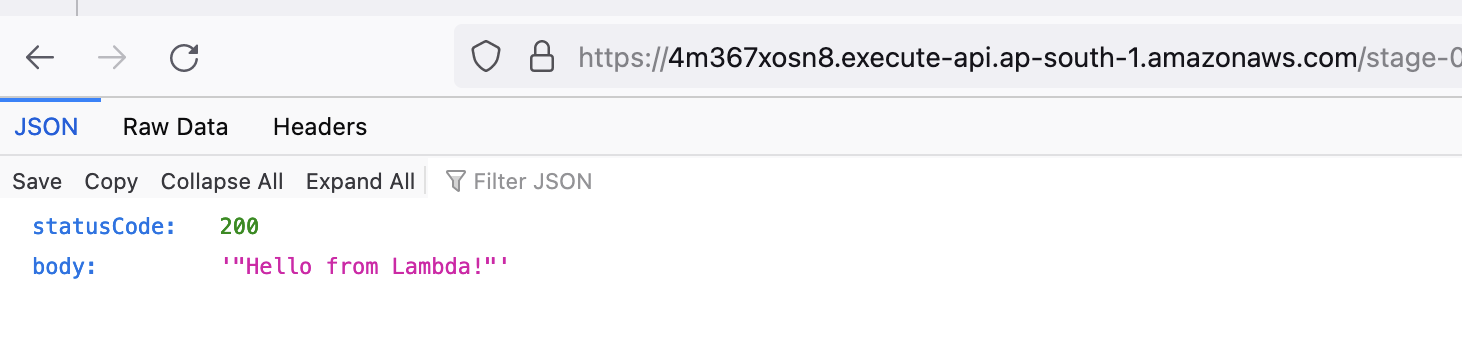 https://4m367xosn8.execute-api.ap-south-1.amazonaws.com/stage-0
JSON Raw Data Headers
Save Copy Collapse All Expand All Filter JSON
statusCode: 200
body: '"Hello from Lambda!"'